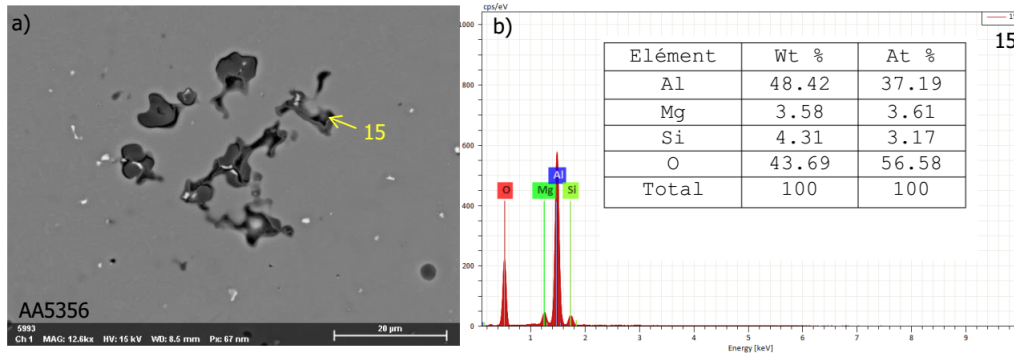 a)
15
AA5356
5993
20 µm
Ch 1 MAG: 12.6kx HV: 15 kV WD: 8.5 mm Px: 67 nm
b)
cps/eV
15
Elément Wt % At %
Al 48.42 37.19
Mg 3.58 3.61
Si 4.31 3.17
O 43.69 56.58
Total 100 100
1000
800
600
400
200
0
O Mg Al Si
1 2 3 4 5 6 7 8 9
Energy [keV]